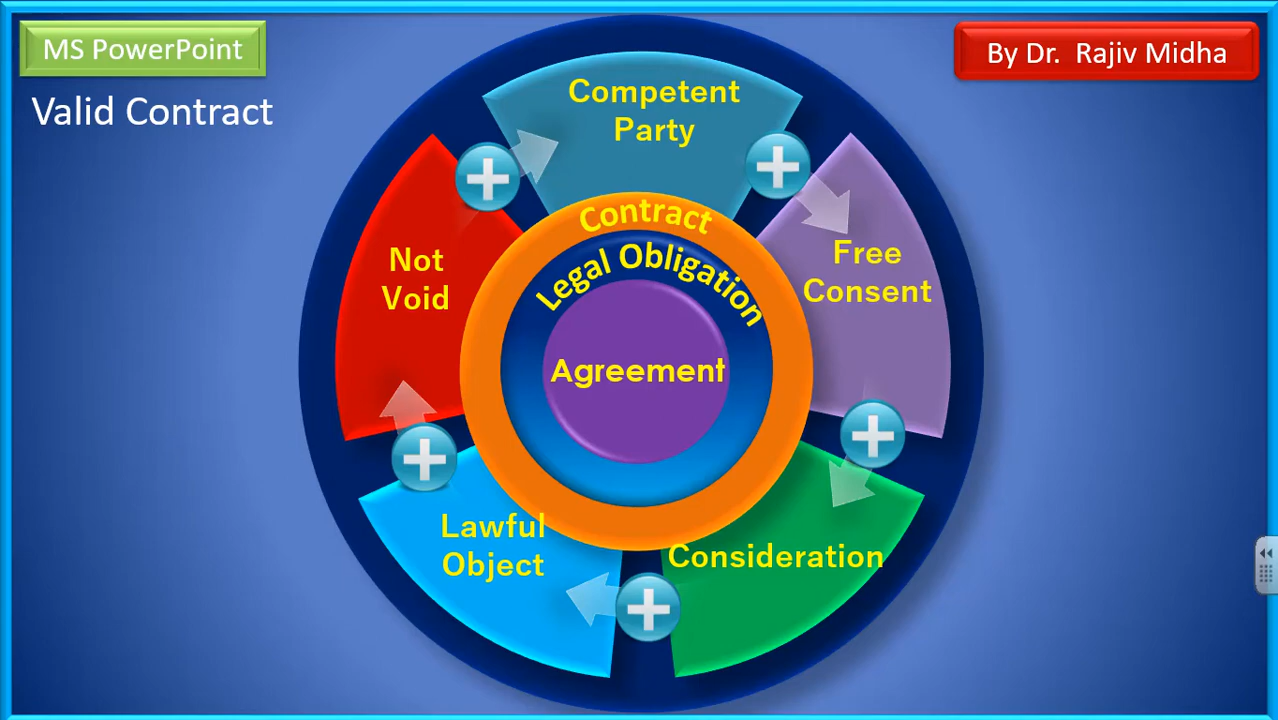 MS PowerPoint
By Dr. Rajiv Midha
Valid Contract
Competent
Party
Contract
Legal Obligation
Agreement
Free
Consent
Consideration
Lawful
Object
Not
Void